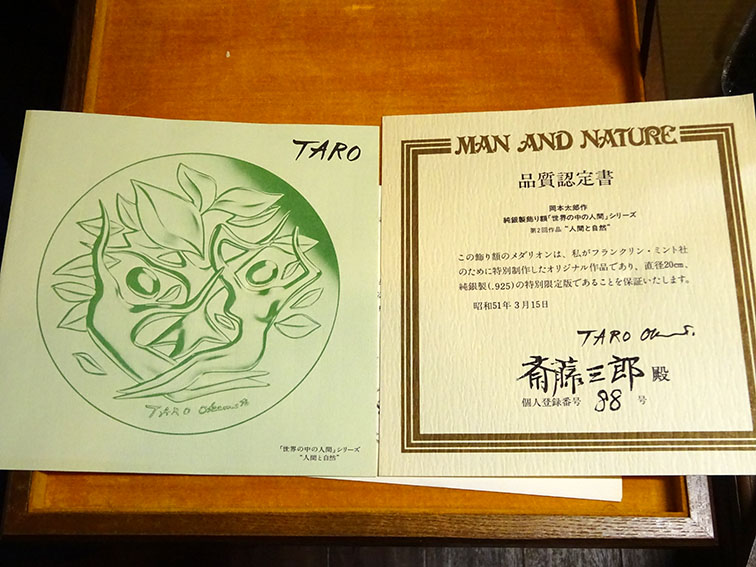 TARO
TARO
「世界の中の人間」シリーズ
"人間と自然"
MAN AND NATURE
品質認定書
岡本太郎作
純銀製飾り額「世界の中の人間」シリーズ
第2回作品 "人間と自然"
この飾り額のメダリオンは、私がフランクリン・ミント社
のために特別制作したオリジナル作品であり、直径20cm、
純銀製(.925)の特別限定版であることを保証いたします。
昭和51年3月15日
TARO
斎藤三郎 殿
個人登録番号 88 号